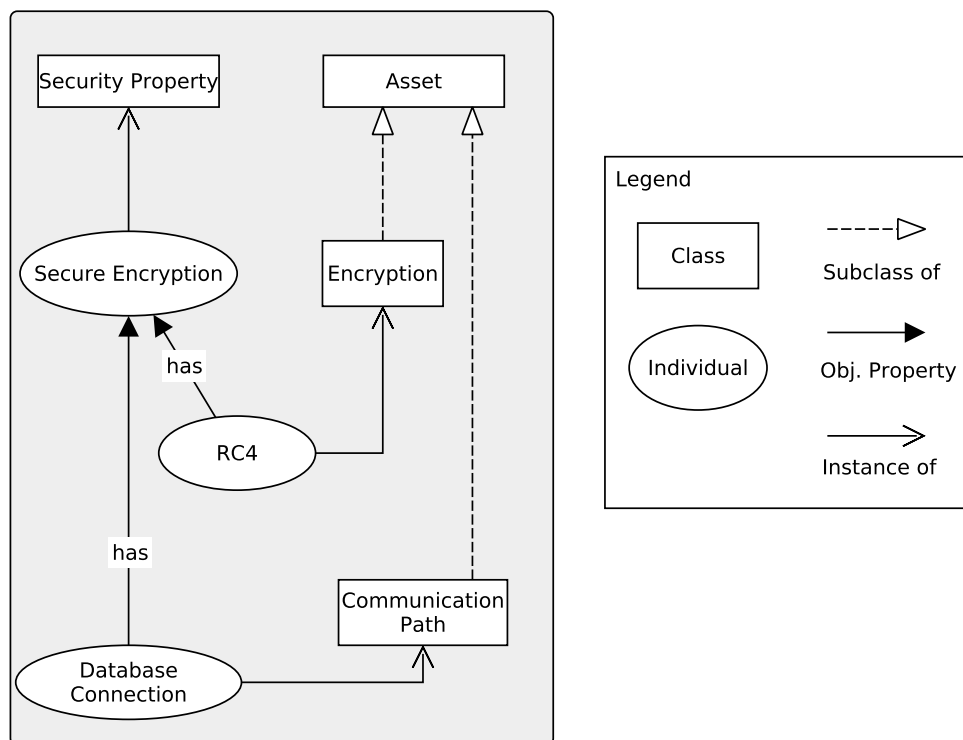 Security Property
Asset
Secure Encryption
Encryption
has
RC4
has
Communication
Path
Database
Connection
Legend
Class
Subclass of
Individual
Obj. Property
Instance of